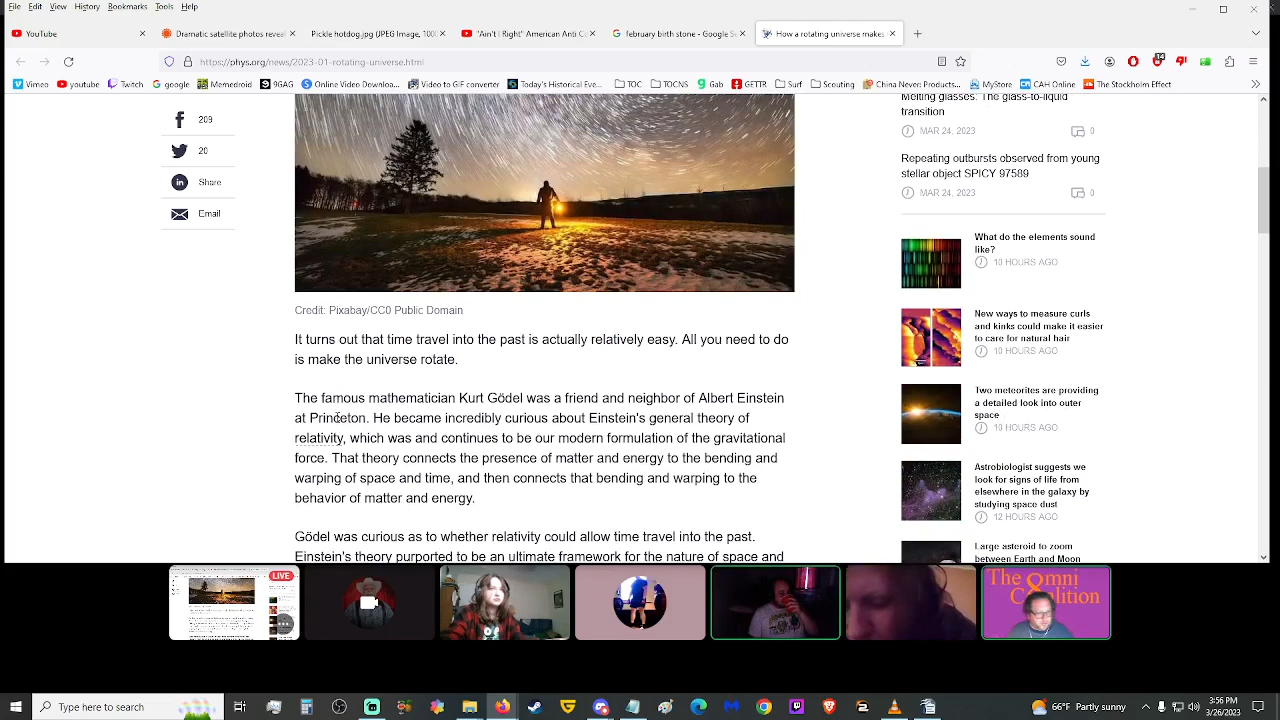 File Edit View History Bookmarks Tools Help
YouTube
Dramatic satellite photos reveal
Pickle hotdog.jpg (JPEG Image, 100
"Ain't I Right" American Anti Co
february birth stone - Google Se
How a rotating universe makes
https://phys.org/news/2023-01-rotating-universe.html
Vimeo youtube Twitch google Memedroid 9GAG Online Video Downloa... Video to GIF converter Today's Historical Eve... TOC TOCNS Gab GETTR Surf Scouting China Never: Products... MyStore CAH Online The Stockholm Effect
209
20
Share
Email
Credit: Pixabay/CC0 Public Domain
It turns out that time travel into the past is actually relatively easy. All you need to do
is make the universe rotate.
The famous mathematician Kurt Gödel was a friend and neighbor of Albert Einstein
at Princeton. He became incredibly curious about Einstein's general theory of
relativity, which was and continues to be our modern formulation of the gravitational
force. That theory connects the presence of matter and energy to the bending and
warping of space and time, and then connects that bending and warping to the
behavior of matter and energy.
Gödel was curious as to whether relativity could allow time travel into the past.
Einstein's theory purported to be an ultimate framework for the nature of space and
Melting glasses: The glass-to-liquid
transition
MAR 24, 2023 0
Repeating outbursts observed from young
stellar object SPICY 97589
MAR 24, 2023 0
What do the elements sound
like?
10 HOURS AGO
New ways to measure curls
and kinks could make it easier
to care for natural hair
10 HOURS AGO
Two meteorites are providing
a detailed look into outer
space
10 HOURS AGO
Astrobiologist suggests we
look for signs of life from
elsewhere in the galaxy by
studying space dust
12 HOURS AGO
Large asteroid to zoom
between Earth and Moon
LIVE
The Omni
Coalition
Type here to search
66°F Partly sunny
3:56 PM
3/26/2023